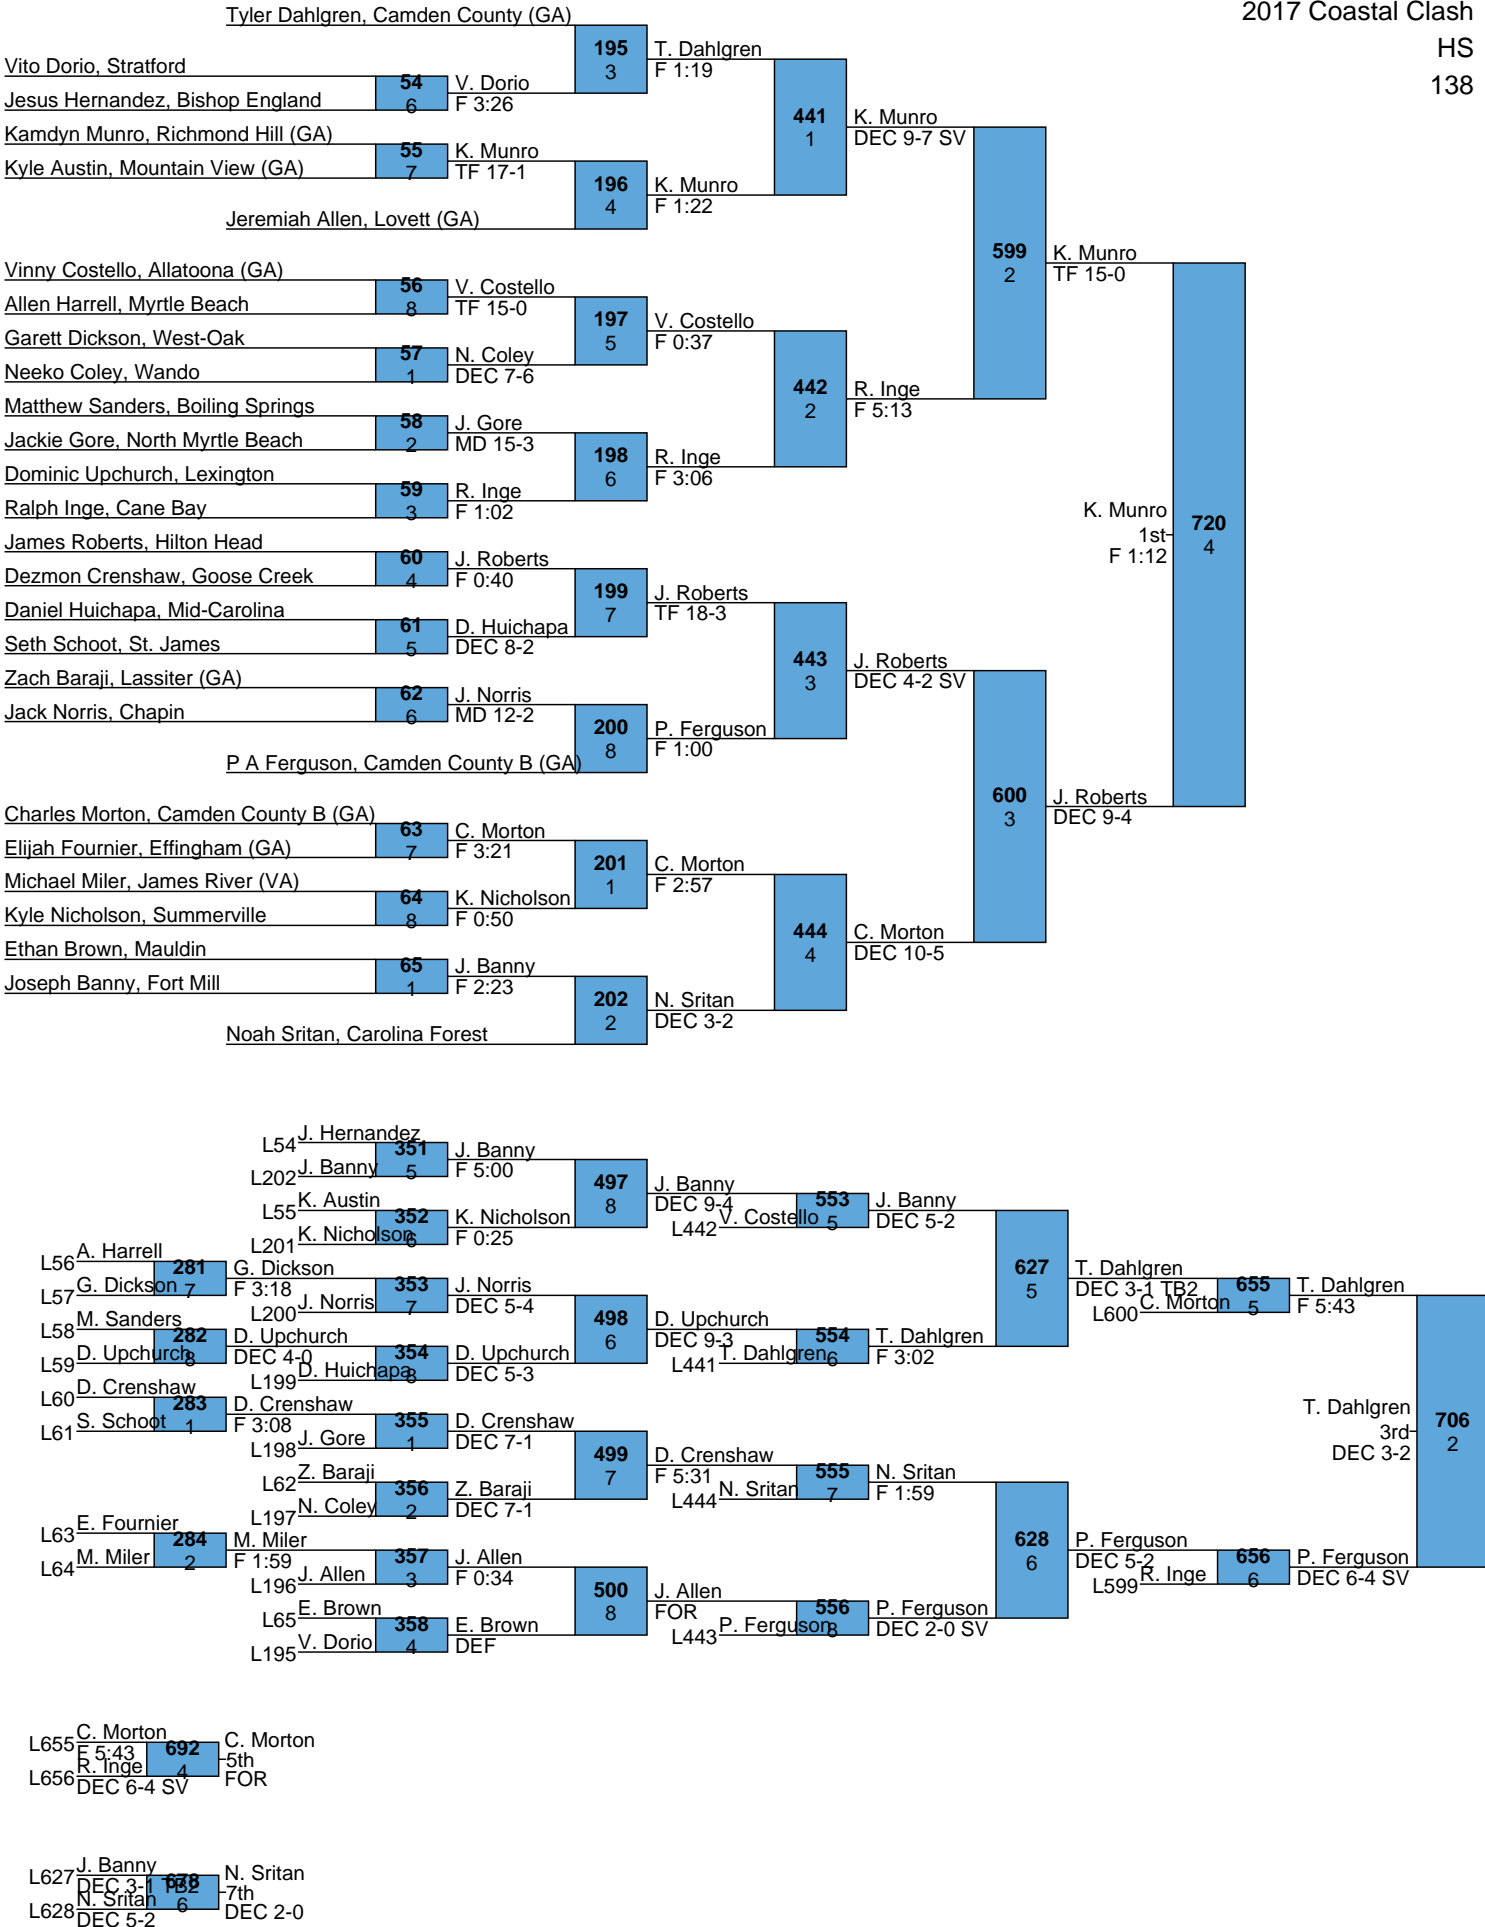 2017 Coastal Clash
HS
138
Tyler Dahlgren, Camden County (GA)
195
3
T. Dahlgren
F 1:19
Vito Dorio, Stratford
54
6
V. Dorio
F 3:26
Jesus Hernandez, Bishop England
Kamdyn Munro, Richmond Hill (GA)
55
7
K. Munro
TF 17-1
Kyle Austin, Mountain View (GA)
441
1
K. Munro
DEC 9-7 SV
196
4
K. Munro
F 1:22
Jeremiah Allen, Lovett (GA)
599
2
K. Munro
TF 15-0
Vinny Costello, Allatoona (GA)
56
8
V. Costello
TF 15-0
Allen Harrell, Myrtle Beach
197
5
V. Costello
F 0:37
Garett Dickson, West-Oak
57
1
N. Coley
DEC 7-6
Neeko Coley, Wando
442
2
R. Inge
F 5:13
Matthew Sanders, Boiling Springs
58
2
J. Gore
MD 15-3
Jackie Gore, North Myrtle Beach
198
6
R. Inge
F 3:06
Dominic Upchurch, Lexington
59
3
R. Inge
F 1:02
Ralph Inge, Cane Bay
K. Munro
1st
F 1:12
720
4
James Roberts, Hilton Head
60
4
J. Roberts
F 0:40
Dezmon Crenshaw, Goose Creek
199
7
J. Roberts
TF 18-3
Daniel Huichapa, Mid-Carolina
61
5
D. Huichapa
DEC 8-2
Seth Schoot, St. James
443
3
J. Roberts
DEC 4-2 SV
Zach Baraji, Lassiter (GA)
62
6
J. Norris
MD 12-2
Jack Norris, Chapin
200
8
P. Ferguson
F 1:00
P A Ferguson, Camden County B (GA)
600
3
J. Roberts
DEC 9-4
Charles Morton, Camden County B (GA)
63
7
C. Morton
F 3:21
Elijah Fournier, Effingham (GA)
201
1
C. Morton
F 2:57
Michael Miler, James River (VA)
64
8
K. Nicholson
F 0:50
Kyle Nicholson, Summerville
444
4
C. Morton
DEC 10-5
Ethan Brown, Mauldin
65
1
J. Banny
F 2:23
Joseph Banny, Fort Mill
202
2
N. Sritan
DEC 3-2
Noah Sritan, Carolina Forest
L54
J. Hernandez
351
5
J. Banny
F 5:00
L202
J. Banny
497
8
J. Banny
DEC 9-4
L55
K. Austin
352
6
K. Nicholson
F 0:25
L201
K. Nicholson
L442
V. Costello
553
5
J. Banny
DEC 5-2
L56
A. Harrell
281
7
G. Dickson
F 3:18
L57
G. Dickson
353
7
J. Norris
DEC 5-4
L200
J. Norris
627
5
T. Dahlgren
DEC 3-1 TB2
L58
M. Sanders
282
8
D. Upchurch
DEC 4-0
L59
D. Upchurch
354
8
D. Upchurch
DEC 5-3
L199
D. Huichapa
498
6
D. Upchurch
DEC 9-3
L441
T. Dahlgren
554
6
T. Dahlgren
F 3:02
L600
C. Morton
655
5
T. Dahlgren
F 5:43
L60
D. Crenshaw
283
1
D. Crenshaw
F 3:08
L61
S. Schoot
355
1
D. Crenshaw
DEC 7-1
L198
J. Gore
499
7
D. Crenshaw
F 5:31
L62
Z. Baraji
356
2
Z. Baraji
DEC 7-1
L197
N. Coley
L444
N. Sritan
555
7
N. Sritan
F 1:59
T. Dahlgren
3rd
DEC 3-2
706
2
L63
E. Fournier
284
2
M. Miler
F 1:59
L64
M. Miler
357
3
J. Allen
F 0:34
L196
J. Allen
628
6
P. Ferguson
DEC 5-2
L599
R. Inge
656
6
P. Ferguson
DEC 6-4 SV
500
8
J. Allen
FOR
L65
E. Brown
358
4
E. Brown
DEF
L195
V. Dorio
L443
P. Ferguson
556
8
P. Ferguson
DEC 2-0 SV
L655
C. Morton
F 5:43
692
4
C. Morton
5th
FOR
L656
R. Inge
DEC 6-4 SV
L627
J. Banny
DEC 3-1 TB2
678
6
N. Sritan
7th
DEC 2-0
L628
N. Sritan
DEC 5-2